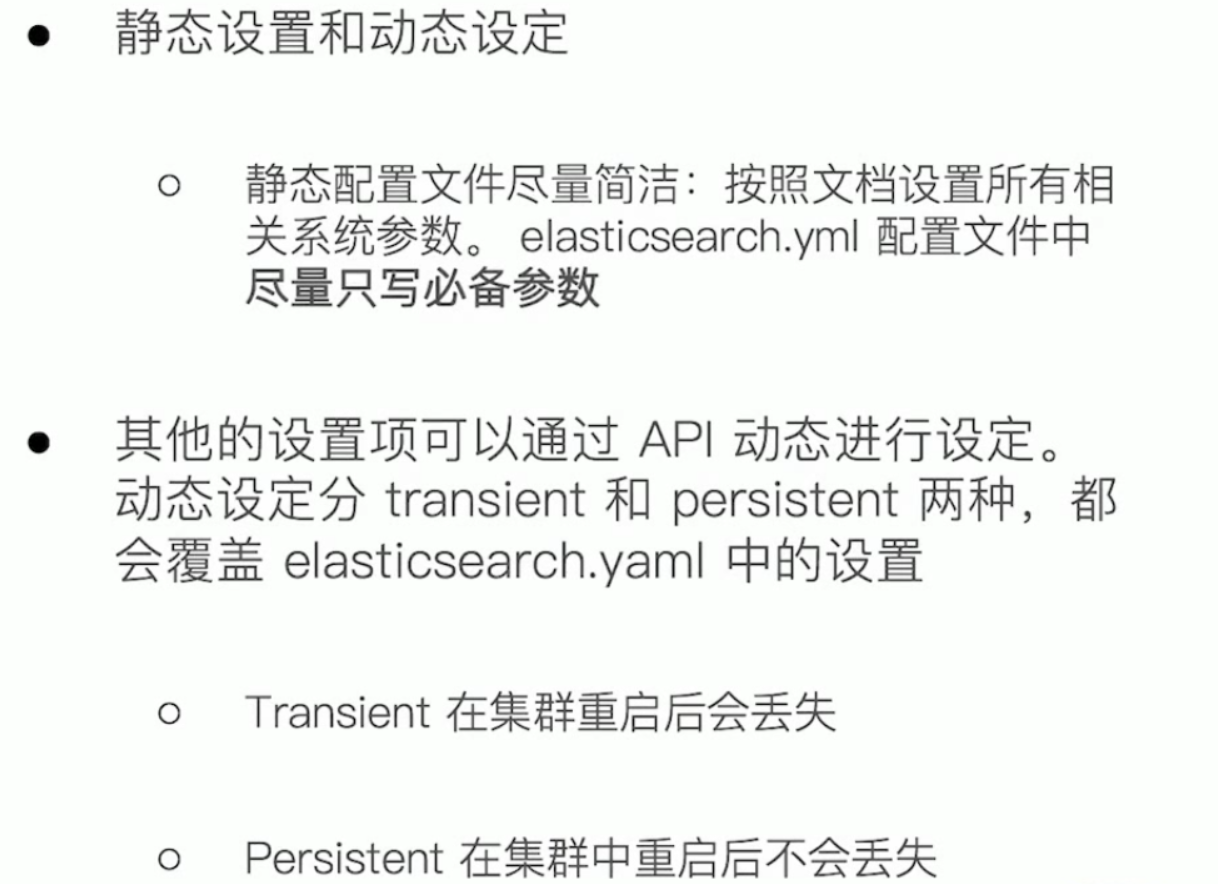 静态设置和动态设定
静态配置文件尽量简洁：按照文档设置所有相
关系统参数。 elasticsearch.yml 配置文件中
尽量只写必备参数
其他的设置项可以通过 API 动态进行设定。
动态设定分 transient 和 persistent 两种，都
会覆盖 elasticsearch.yaml 中的设置
Transient 在集群重启后会丢失
Persistent 在集群中重启后不会丢失